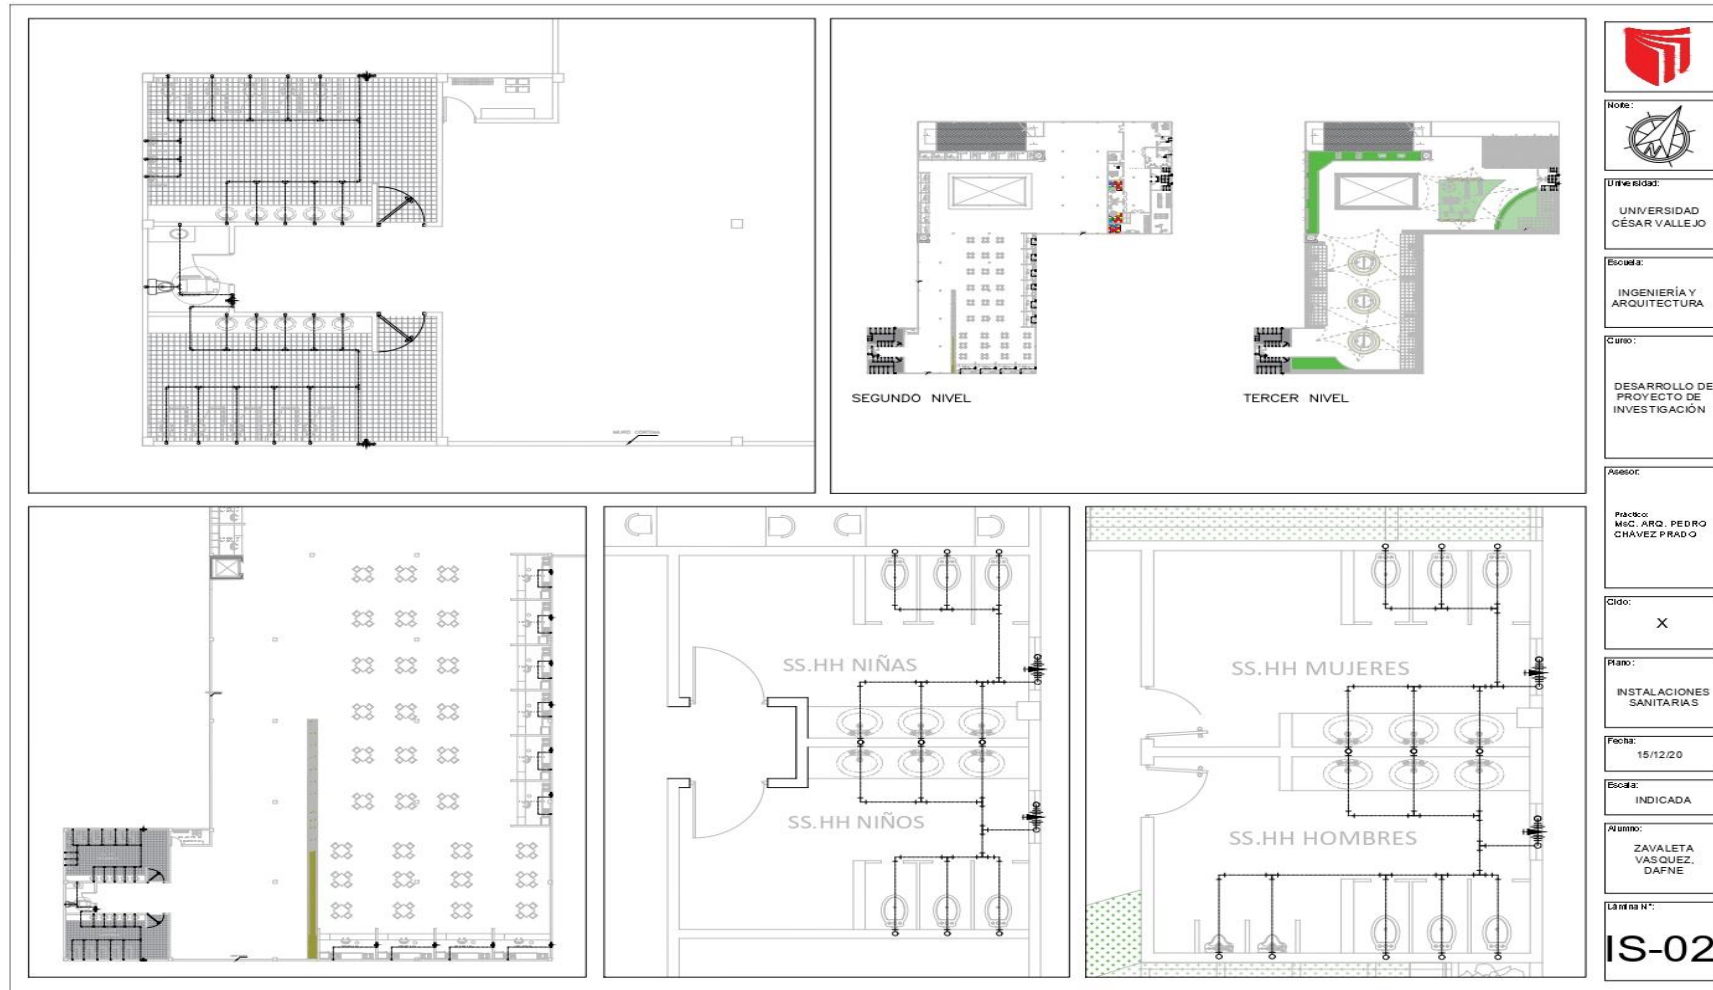 MURO CORTINA
SEGUNDO NIVEL
TERCER NIVEL
SS.HH NIÑAS
SS.HH NIÑOS
SS.HH MUJERES
SS.HH HOMBRES
Norte:
N
Universidad:
UNIVERSIDAD
CÉSAR VALLEJO
Escuela:
INGENIERÍA Y
ARQUITECTURA
Curso:
DESARROLLO DE
PROYECTO DE
INVESTIGACIÓN
Asesor:
Práctico:
MsC. ARQ. PEDRO
CHÁVEZ PRADO
Ciclo:
X
Plano:
INSTALACIONES
SANITARIAS
Fecha:
15/12/20
Escala:
INDICADA
Alumno:
ZAVALETA
VASQUEZ,
DAFNE
Lámina N°:
IS-02